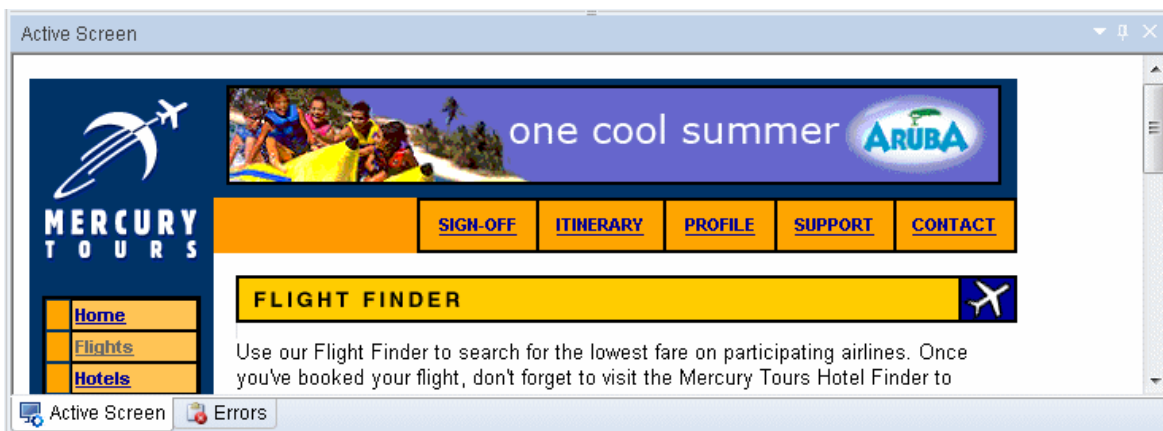 Active Screen
one cool summer ARUBA
MERCURY
TOURS
SIGN-OFF ITINERARY PROFILE SUPPORT CONTACT
FLIGHT FINDER
Home
Flights
Hotels
Use our Flight Finder to search for the lowest fare on participating airlines. Once
you've booked your flight, don't forget to visit the Mercury Tours Hotel Finder to
Active Screen Errors